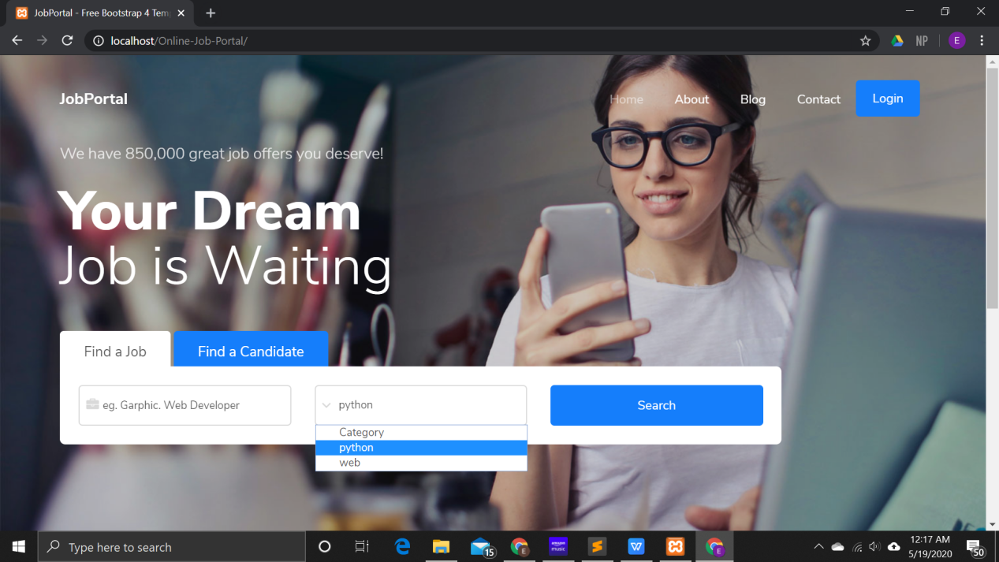 JobPortal - Free Bootstrap 4 Tem
localhost/Online-Job-Portal/
NP
E
JobPortal
Home
About
Blog
Contact
Login
We have 850,000 great job offers you deserve!
Your Dream
Job is Waiting
Find a Job
Find a Candidate
eg. Garphic. Web Developer
python
Search
Category
python
web
Type here to search
15
E
amazon music
W
E
12:17 AM
5/19/2020
50